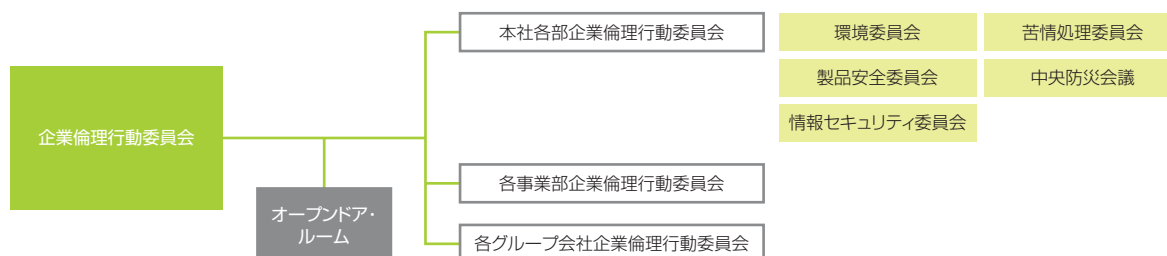 本社各部企業倫理行動委員会
環境委員会
苦情処理委員会
製品安全委員会
中央防災会議
情報セキュリティ委員会
企業倫理行動委員会
各事業部企業倫理行動委員会
オープンドア・
ルーム
各グループ会社企業倫理行動委員会